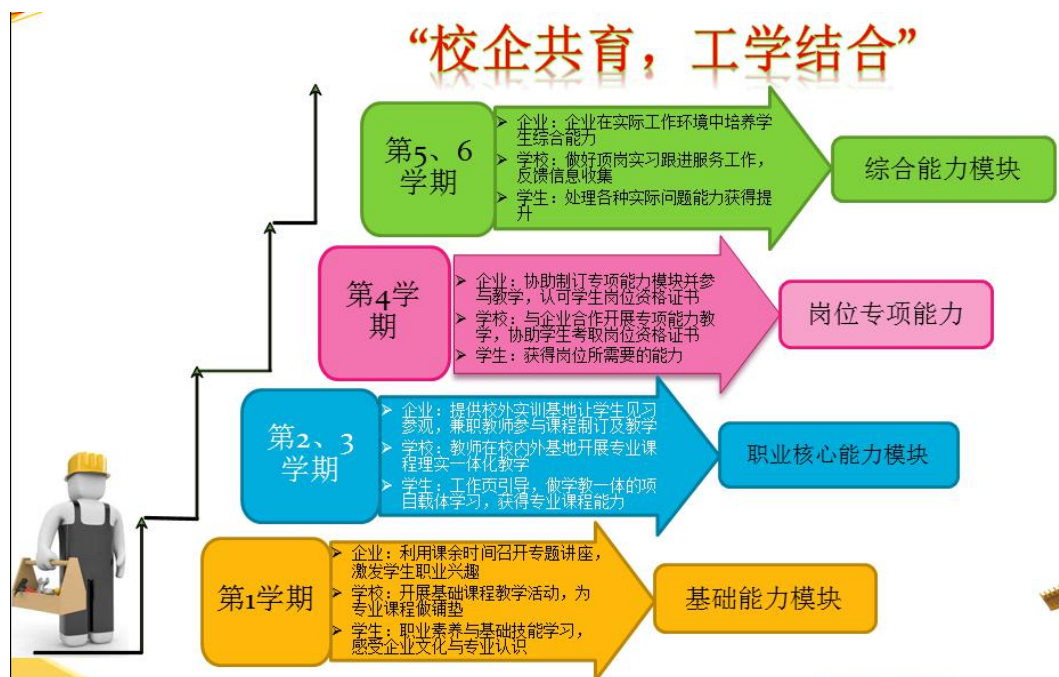 “校企共育，工学结合”
第5、6
学期
➢ 企业：企业在实际工作环境中培养学
生综合能力
➢ 学校：做好顶岗实习跟进服务工作，
反馈信息收集
➢ 学生：处理各种实际问题能力获得提
升
综合能力模块
第4学
期
➢ 企业：协助制订专项能力模块并参
与教学，认可学生岗位资格证书
➢ 学校：与企业合作开展专项能力教
学，协助学生考取岗位资格证书
➢ 学生：获得岗位所需要的能力
岗位专项能力
第2、3
学期
➢ 企业：提供校外实训基地让学生见习
参观，兼职教师参与课程制订及教学
➢ 学校：教师在校内外基地开展专业课
程理实一体化教学
➢ 学生：工作页引导，做学教一体的项
目载体学习，获得专业课程能力
职业核心能力模块
第1学期
➢ 企业：利用课余时间召开专题讲座，
激发学生职业兴趣
➢ 学校：开展基础课程教学活动，为
专业课程做铺垫
➢ 学生：职业素养与基础技能学习，
感受企业文化与专业认识
基础能力模块